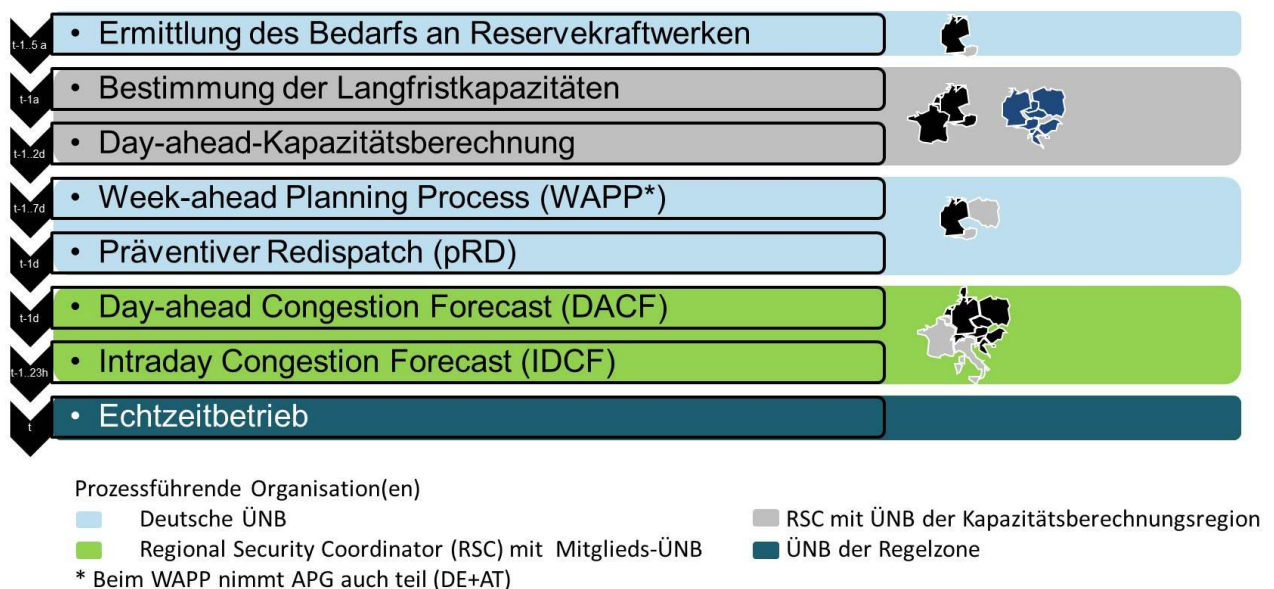 t-1..5 a
• Ermittlung des Bedarfs an Reservekraftwerken
t-1a
• Bestimmung der Langfristkapazitäten
t-1..2d
• Day-ahead-Kapazitätsberechnung
t-1..7d
• Week-ahead Planning Process (WAPP*)
t-1d
• Präventiver Redispatch (pRD)
t-1d
• Day-ahead Congestion Forecast (DACF)
t-1..23h
• Intraday Congestion Forecast (IDCF)
t
• Echtzeitbetrieb
Prozessführende Organisation(en)
Deutsche ÜNB
RSC mit ÜNB der Kapazitätsberechnungsregion
Regional Security Coordinator (RSC) mit Mitglieds-ÜNB
ÜNB der Regelzone
* Beim WAPP nimmt APG auch teil (DE+AT)